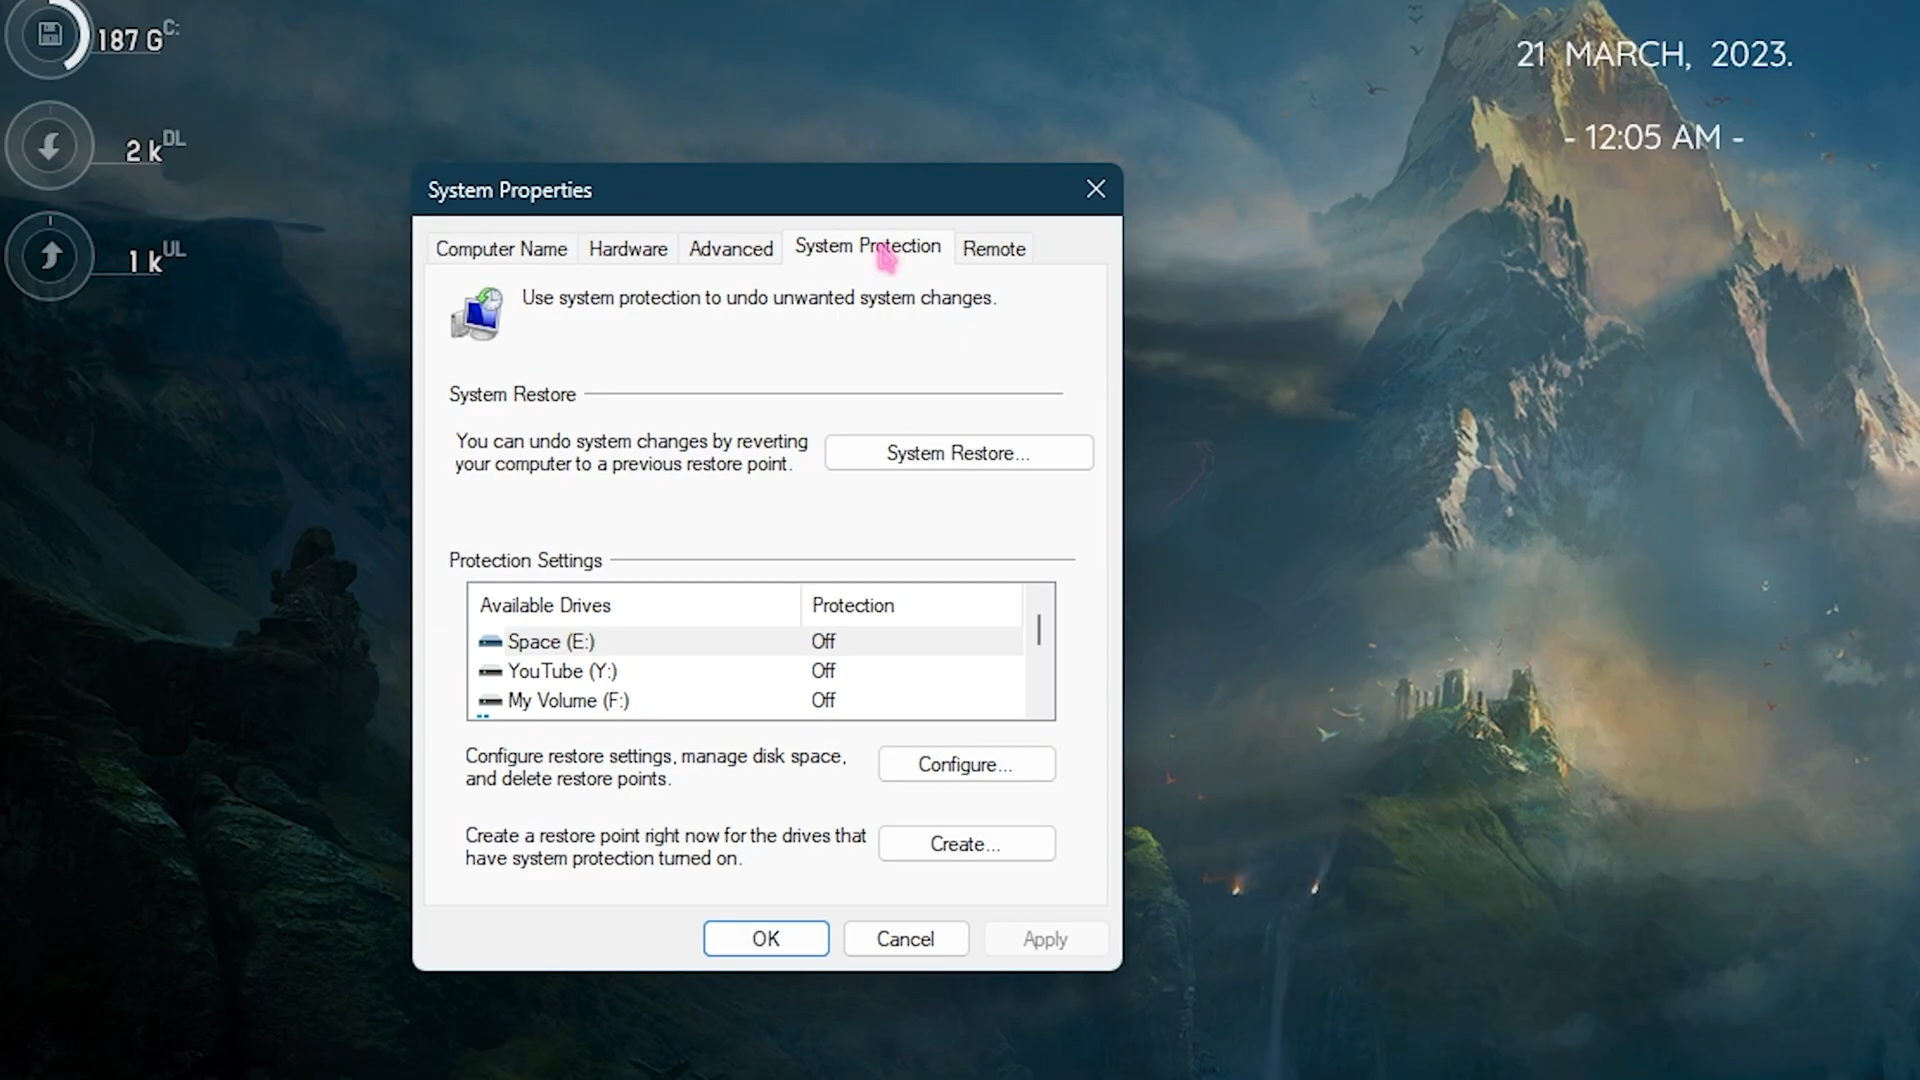 187 G C:
21 MARCH, 2023.
2 k DL
- 12:05 AM -
1 k UL
System Properties
Computer Name Hardware Advanced System Protection Remote
Use system protection to undo unwanted system changes.
System Restore
You can undo system changes by reverting
your computer to a previous restore point.
System Restore...
Protection Settings
Available Drives Protection
Space (E:) Off
YouTube (Y:) Off
My Volume (F:) Off
Configure restore settings, manage disk space,
and delete restore points.
Configure...
Create a restore point right now for the drives that
have system protection turned on.
Create...
OK Cancel Apply